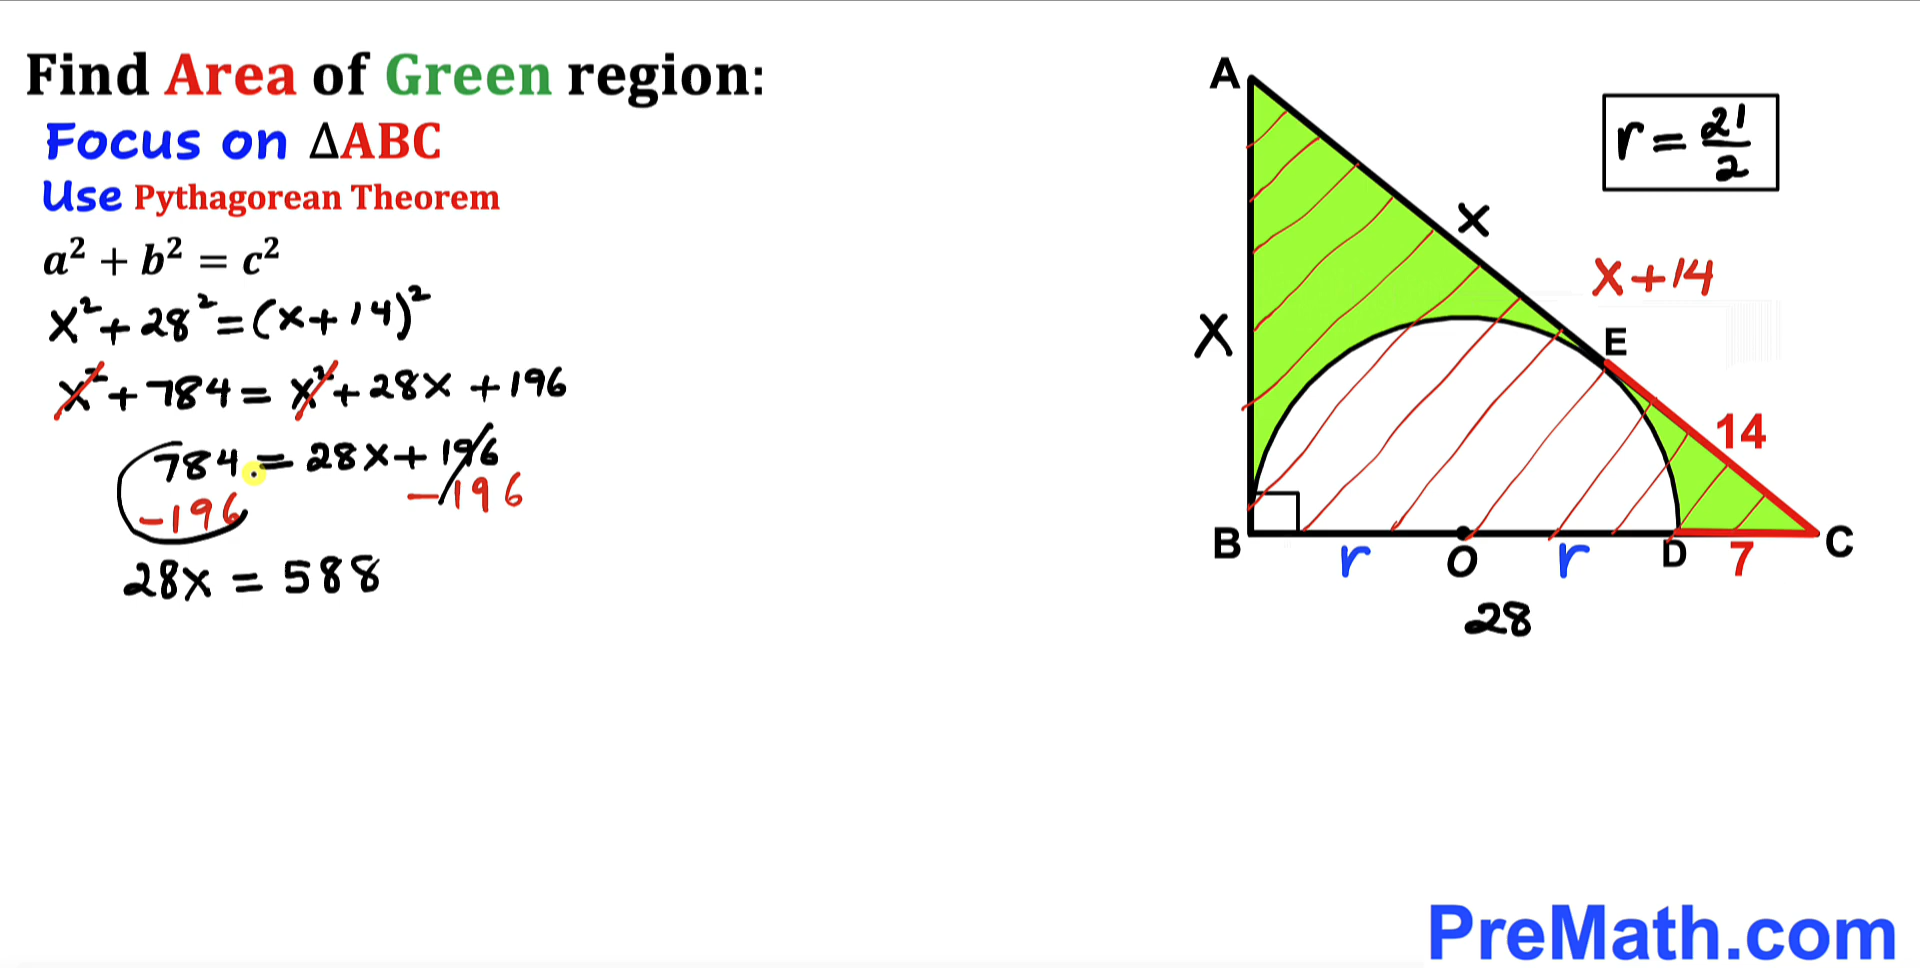 Find Area of Green region:
Focus on ΔABC
Use Pythagorean Theorem
a² + b² = c²
x² + 28² = (x + 14)²
x² + 784 = x² + 28x + 196
784 = 28x + 196
-196 -196
28x = 588
A
r = 21/2
x
x + 14
X
E
14
B
r
O
r
D
7
C
28
PreMath.com